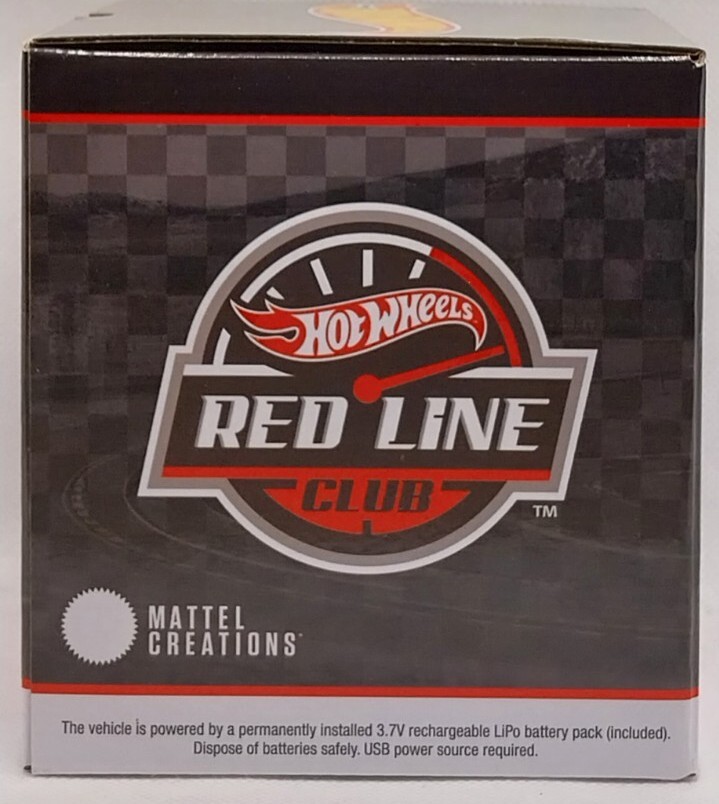 HOT WHEELS
RED LINE
CLUB
TM
MATTEL
CREATIONS™
The vehicle is powered by a permanently installed 3.7V rechargeable LiPo battery pack (included).
Dispose of batteries safely. USB power source required.